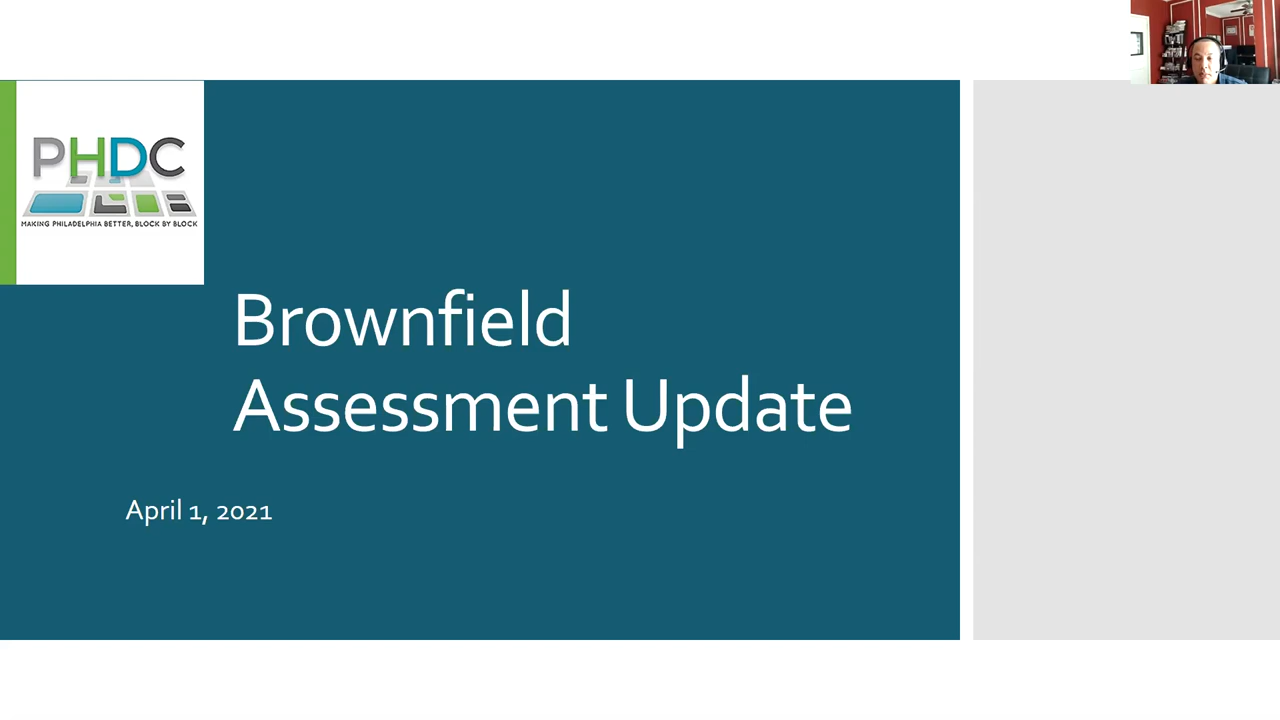 PHDC
MAKING PHILADELPHIA BETTER, BLOCK BY BLOCK
Brownfield
Assessment Update
April 1, 2021